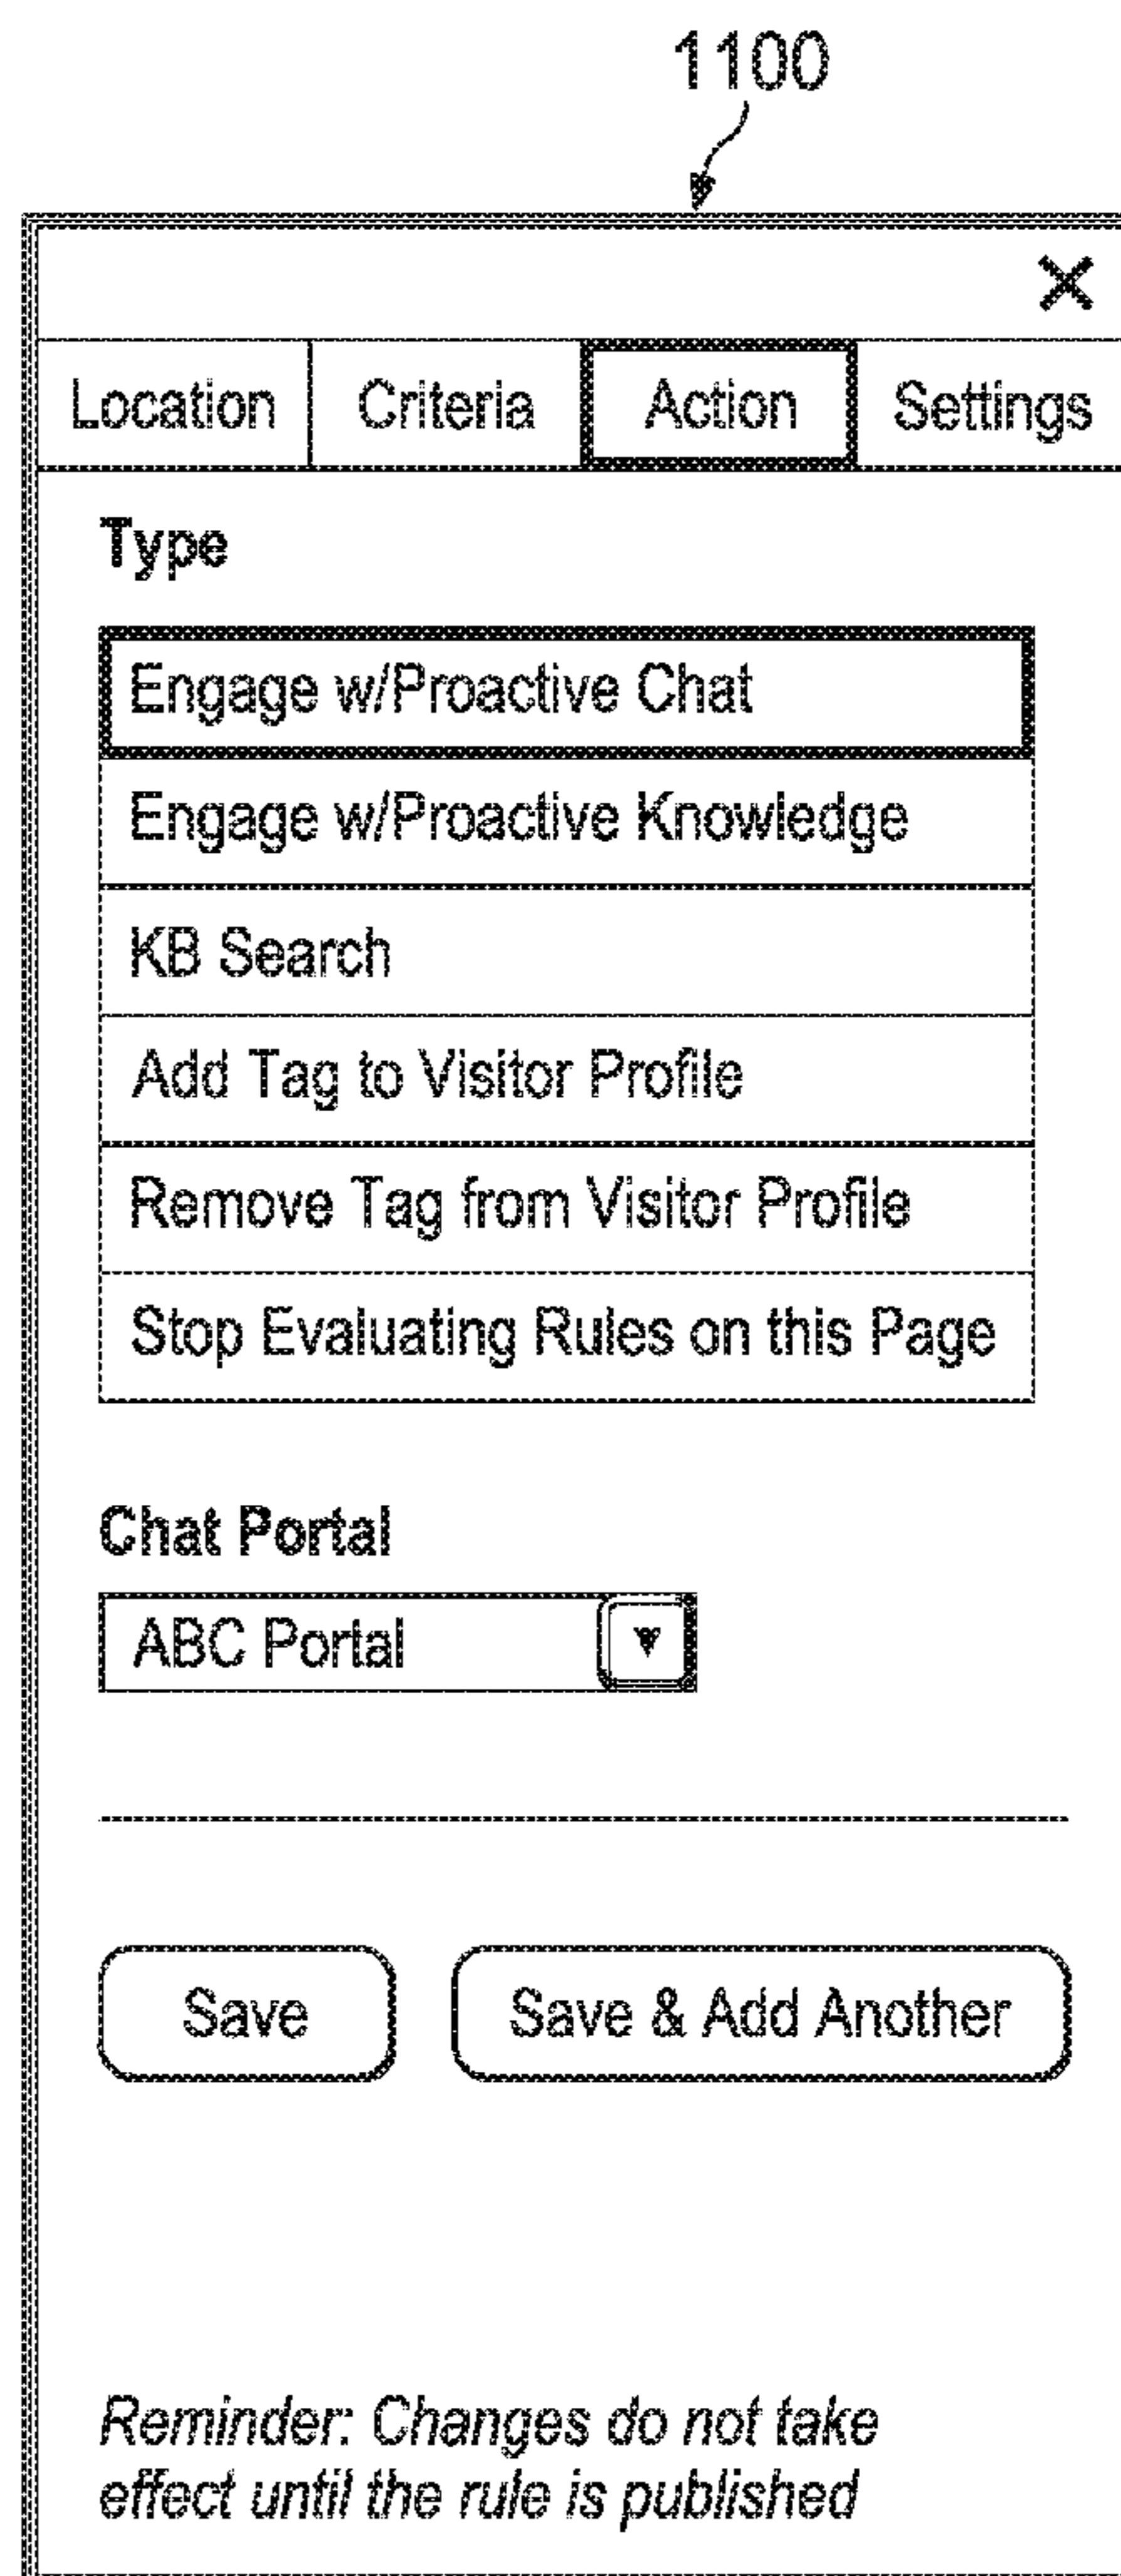 1100
X
Location Criteria Action Settings
Type
Engage w/Proactive Chat
Engage w/Proactive Knowledge
KB Search
Add Tag to Visitor Profile
Remove Tag from Visitor Profile
Stop Evaluating Rules on this Page
Chat Portal
ABC Portal
Save Save & Add Another
Reminder: Changes do not take
effect until the rule is published